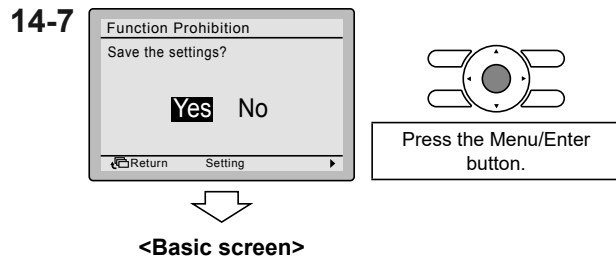 14-7
Function Prohibition
Save the settings?
Yes No
Return Setting
Press the Menu/Enter
button.
<Basic screen>